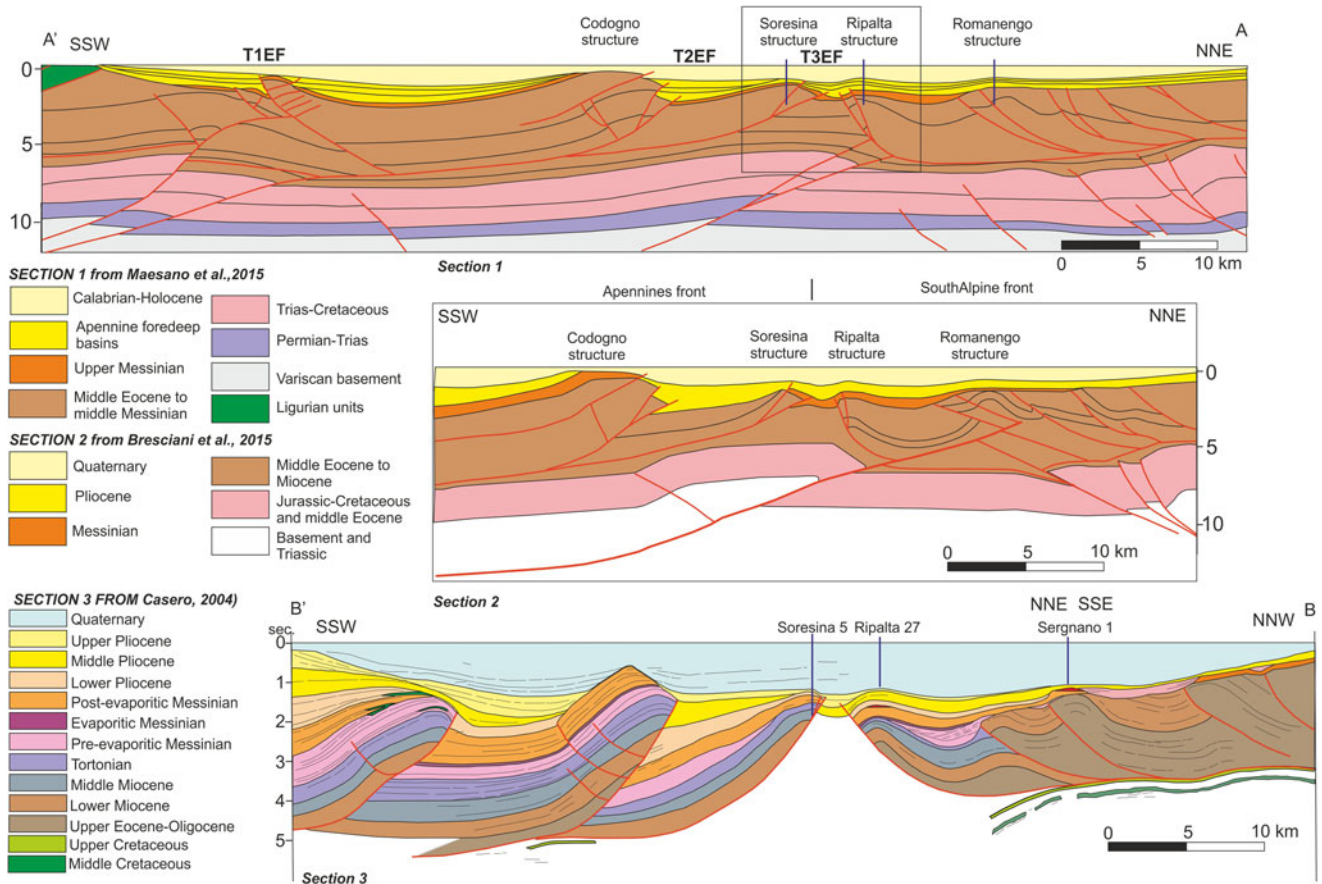 A'
SSW
T1EF
Codogno
structure
T2EF
Soresina
structure
T3EF
Ripalta
structure
Romanengo
structure
A
NNE
0
5
10
0 5 10 km
Section 1
SECTION 1 from Maesano et al.,2015
Calabrian-Holocene
Apennine foredeep
basins
Upper Messinian
Middle Eocene to
middle Messinian
Trias-Cretaceous
Permian-Trias
Variscan basement
Ligurian units
SECTION 2 from Bresciani et al., 2015
Quaternary
Pliocene
Messinian
Middle Eocene to
Miocene
Jurassic-Cretaceous
and middle Eocene
Basement and
Triassic
Apennines front
SouthAlpine front
SSW
NNE
Codogno
structure
Soresina
structure
Ripalta
structure
Romanengo
structure
0
5
10
0 5 10 km
Section 2
SECTION 3 FROM Casero, 2004)
Quaternary
Upper Pliocene
Middle Pliocene
Lower Pliocene
Post-evaporitic Messinian
Evaporitic Messinian
Pre-evaporitic Messinian
Tortonian
Middle Miocene
Lower Miocene
Upper Eocene-Oligocene
Upper Cretaceous
Middle Cretaceous
B'
SSW
sec.
0
1
2
3
4
5
Soresina 5
Ripalta 27
NNE SSE
Sergnano 1
B
NNW
0 5 10 km
Section 3